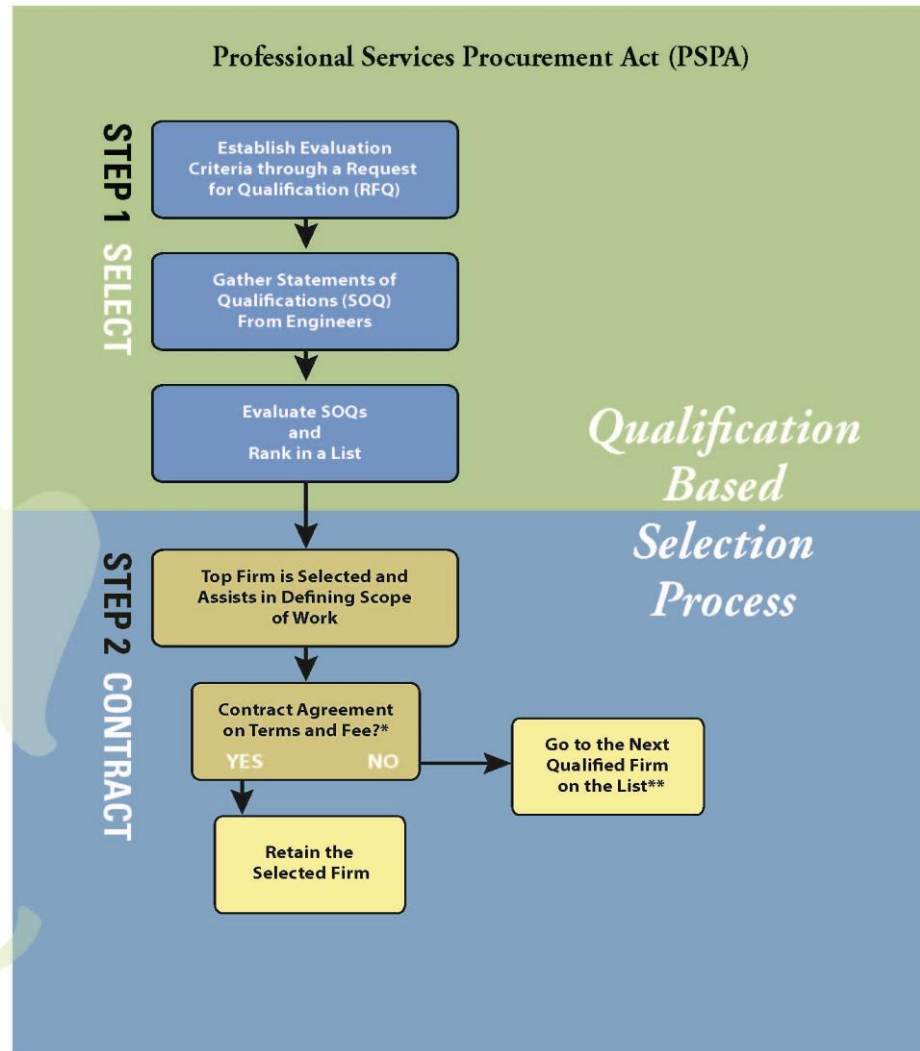 Professional Services Procurement Act (PSPA)
STEP 1 SELECT
Establish Evaluation
Criteria through a Request
for Qualification (RFQ)
Gather Statements of
Qualifications (SOQ)
From Engineers
Evaluate SOQs
and
Rank in a List
Qualification
Based
Selection
Process
STEP 2 CONTRACT
Top Firm is Selected and
Assists in Defining Scope
of Work
Contract Agreement
on Terms and Fee?*
YES NO
Go to the Next
Qualified Firm
on the List**
Retain the
Selected Firm